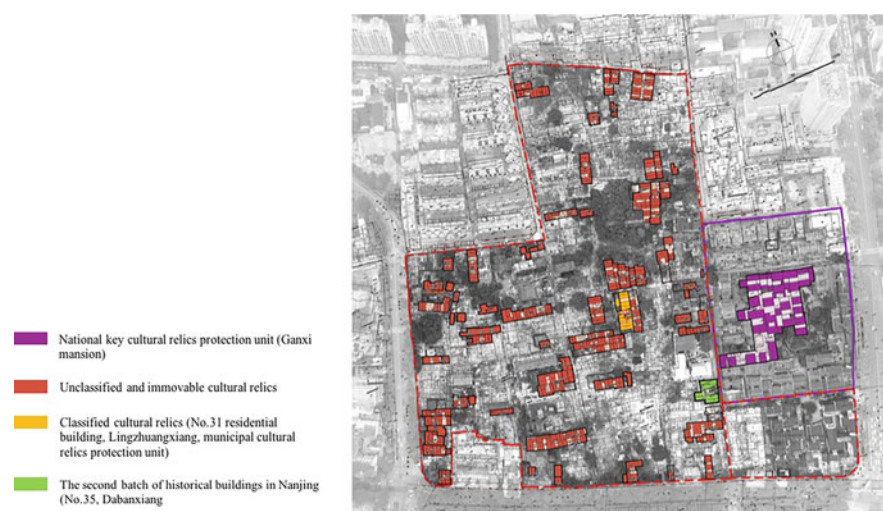 National key cultural relics protection unit (Ganxi
mansion)
Unclassified and immovable cultural relics
Classified cultural relics (No.31 residential
building, Lingzhuangxiang, municipal cultural
relics protection unit)
The second batch of historical buildings in Nanjing
(No.35, Dabanxiang